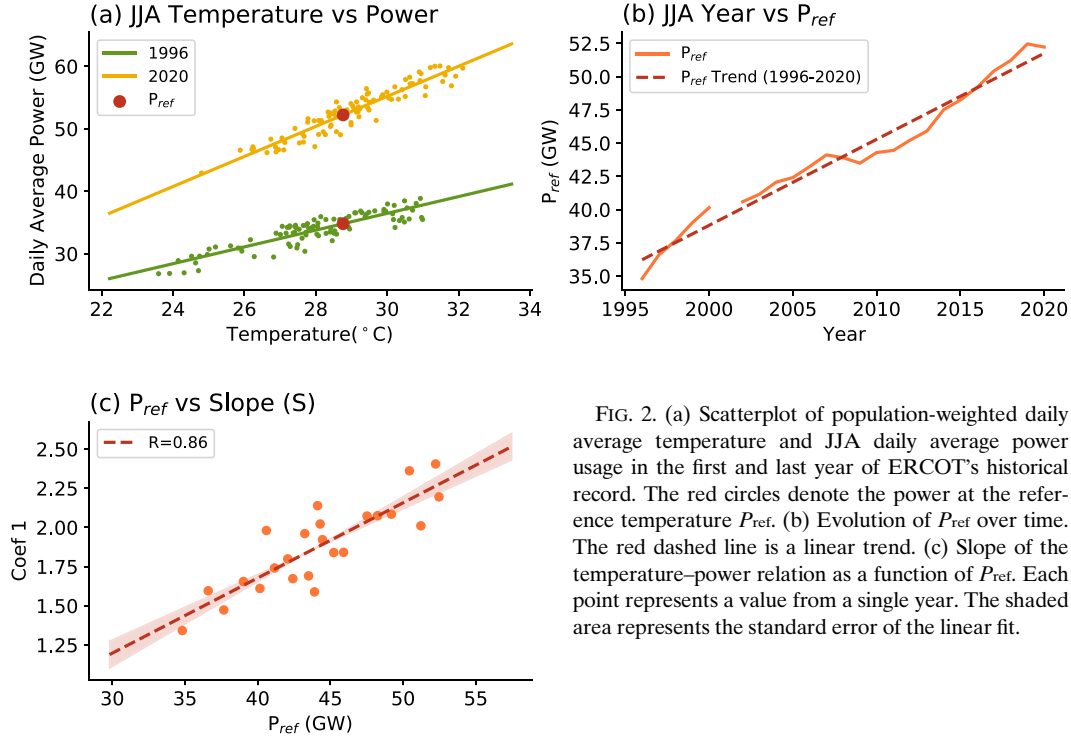 (a) JJA Temperature vs Power
Daily Average Power (GW)
60
50
40
30
1996
2020
P_ref
22
24
26
28
30
32
34
Temperature(°C)
(b) JJA Year vs P_ref
P_ref (GW)
52.5
50.0
47.5
45.0
42.5
40.0
37.5
35.0
P_ref
P_ref Trend (1996-2020)
1995
2000
2005
2010
2015
2020
Year
(c) P_ref vs Slope (S)
Coef 1
2.50
2.25
2.00
1.75
1.50
1.25
R=0.86
30
35
40
45
50
55
P_ref (GW)
FIG. 2. (a) Scatterplot of population-weighted daily
average temperature and JJA daily average power
usage in the first and last year of ERCOT's historical
record. The red circles denote the power at the refer-
ence temperature P_ref. (b) Evolution of P_ref over time.
The red dashed line is a linear trend. (c) Slope of the
temperature–power relation as a function of P_ref. Each
point represents a value from a single year. The shaded
area represents the standard error of the linear fit.